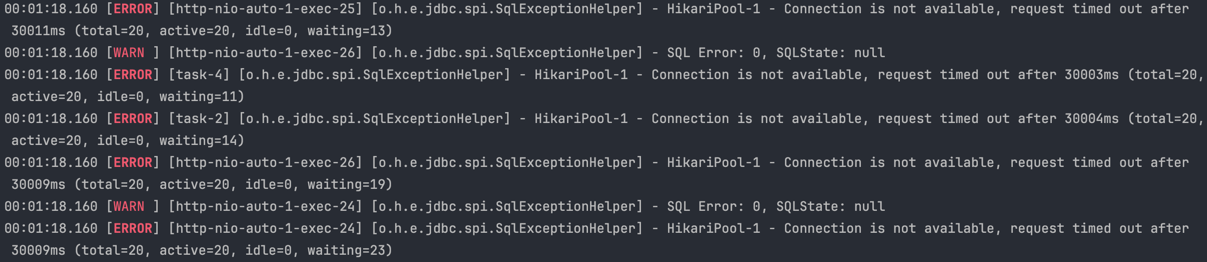 00:01:18.160 [ERROR] [http-nio-auto-1-exec-25] [o.h.e.jdbc.spi.SqlExceptionHelper] - HikariPool-1 - Connection is not available, request timed out after
30011ms (total=20, active=20, idle=0, waiting=13)
00:01:18.160 [WARN ] [http-nio-auto-1-exec-26] [o.h.e.jdbc.spi.SqlExceptionHelper] - SQL Error: 0, SQLState: null
00:01:18.160 [ERROR] [task-4] [o.h.e.jdbc.spi.SqlExceptionHelper] - HikariPool-1 - Connection is not available, request timed out after 30003ms (total=20,
active=20, idle=0, waiting=11)
00:01:18.160 [ERROR] [task-2] [o.h.e.jdbc.spi.SqlExceptionHelper] - HikariPool-1 - Connection is not available, request timed out after 30004ms (total=20,
active=20, idle=0, waiting=14)
00:01:18.160 [ERROR] [http-nio-auto-1-exec-26] [o.h.e.jdbc.spi.SqlExceptionHelper] - HikariPool-1 - Connection is not available, request timed out after
30009ms (total=20, active=20, idle=0, waiting=19)
00:01:18.160 [WARN ] [http-nio-auto-1-exec-24] [o.h.e.jdbc.spi.SqlExceptionHelper] - SQL Error: 0, SQLState: null
00:01:18.160 [ERROR] [http-nio-auto-1-exec-24] [o.h.e.jdbc.spi.SqlExceptionHelper] - HikariPool-1 - Connection is not available, request timed out after
30009ms (total=20, active=20, idle=0, waiting=23)